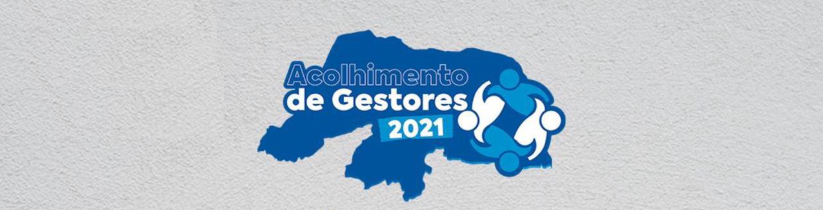 Acolhimento
de Gestores
2021